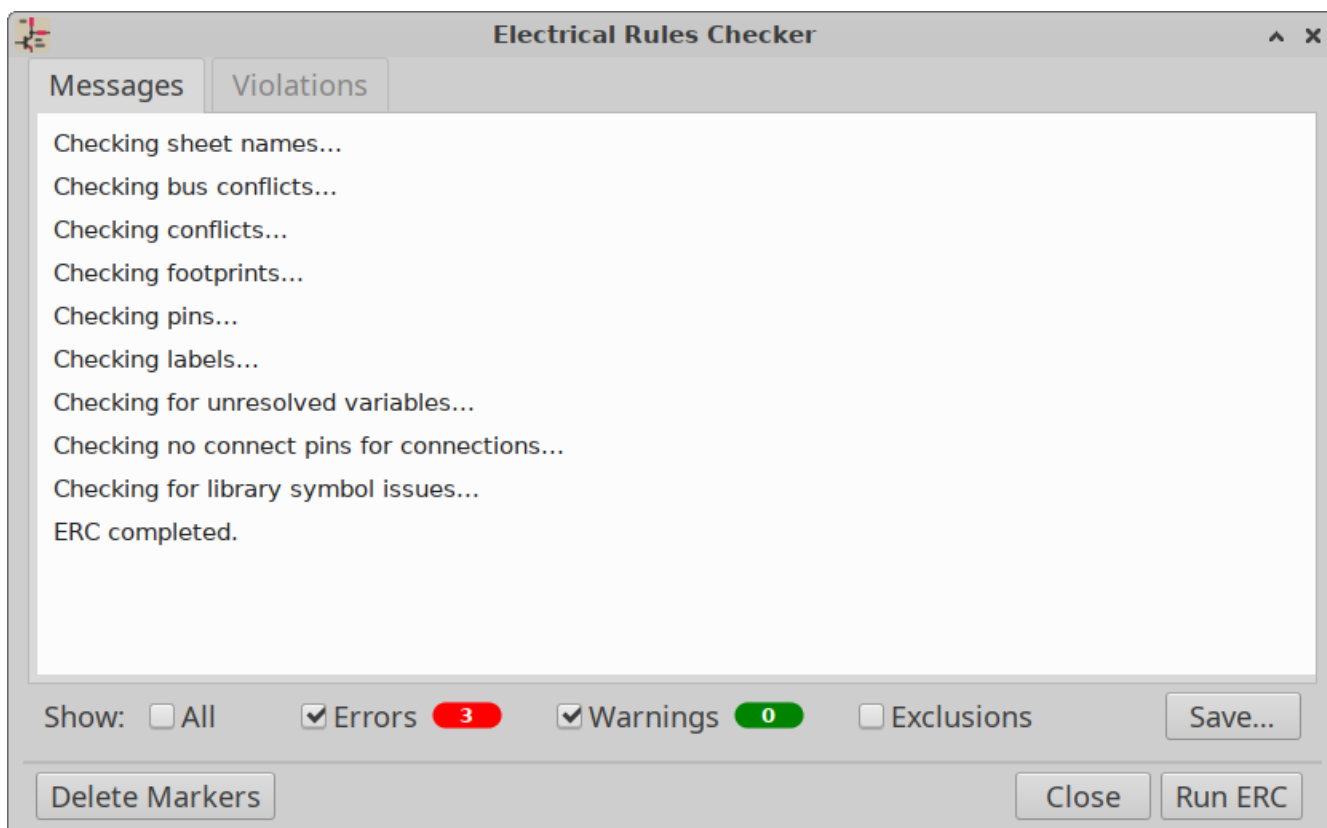 Electrical Rules Checker
Messages Violations
Checking sheet names...
Checking bus conflicts...
Checking conflicts...
Checking footprints...
Checking pins...
Checking labels...
Checking for unresolved variables...
Checking no connect pins for connections...
Checking for library symbol issues...
ERC completed.
Show: All Errors 3 Warnings 0 Exclusions Save...
Delete Markers Close Run ERC